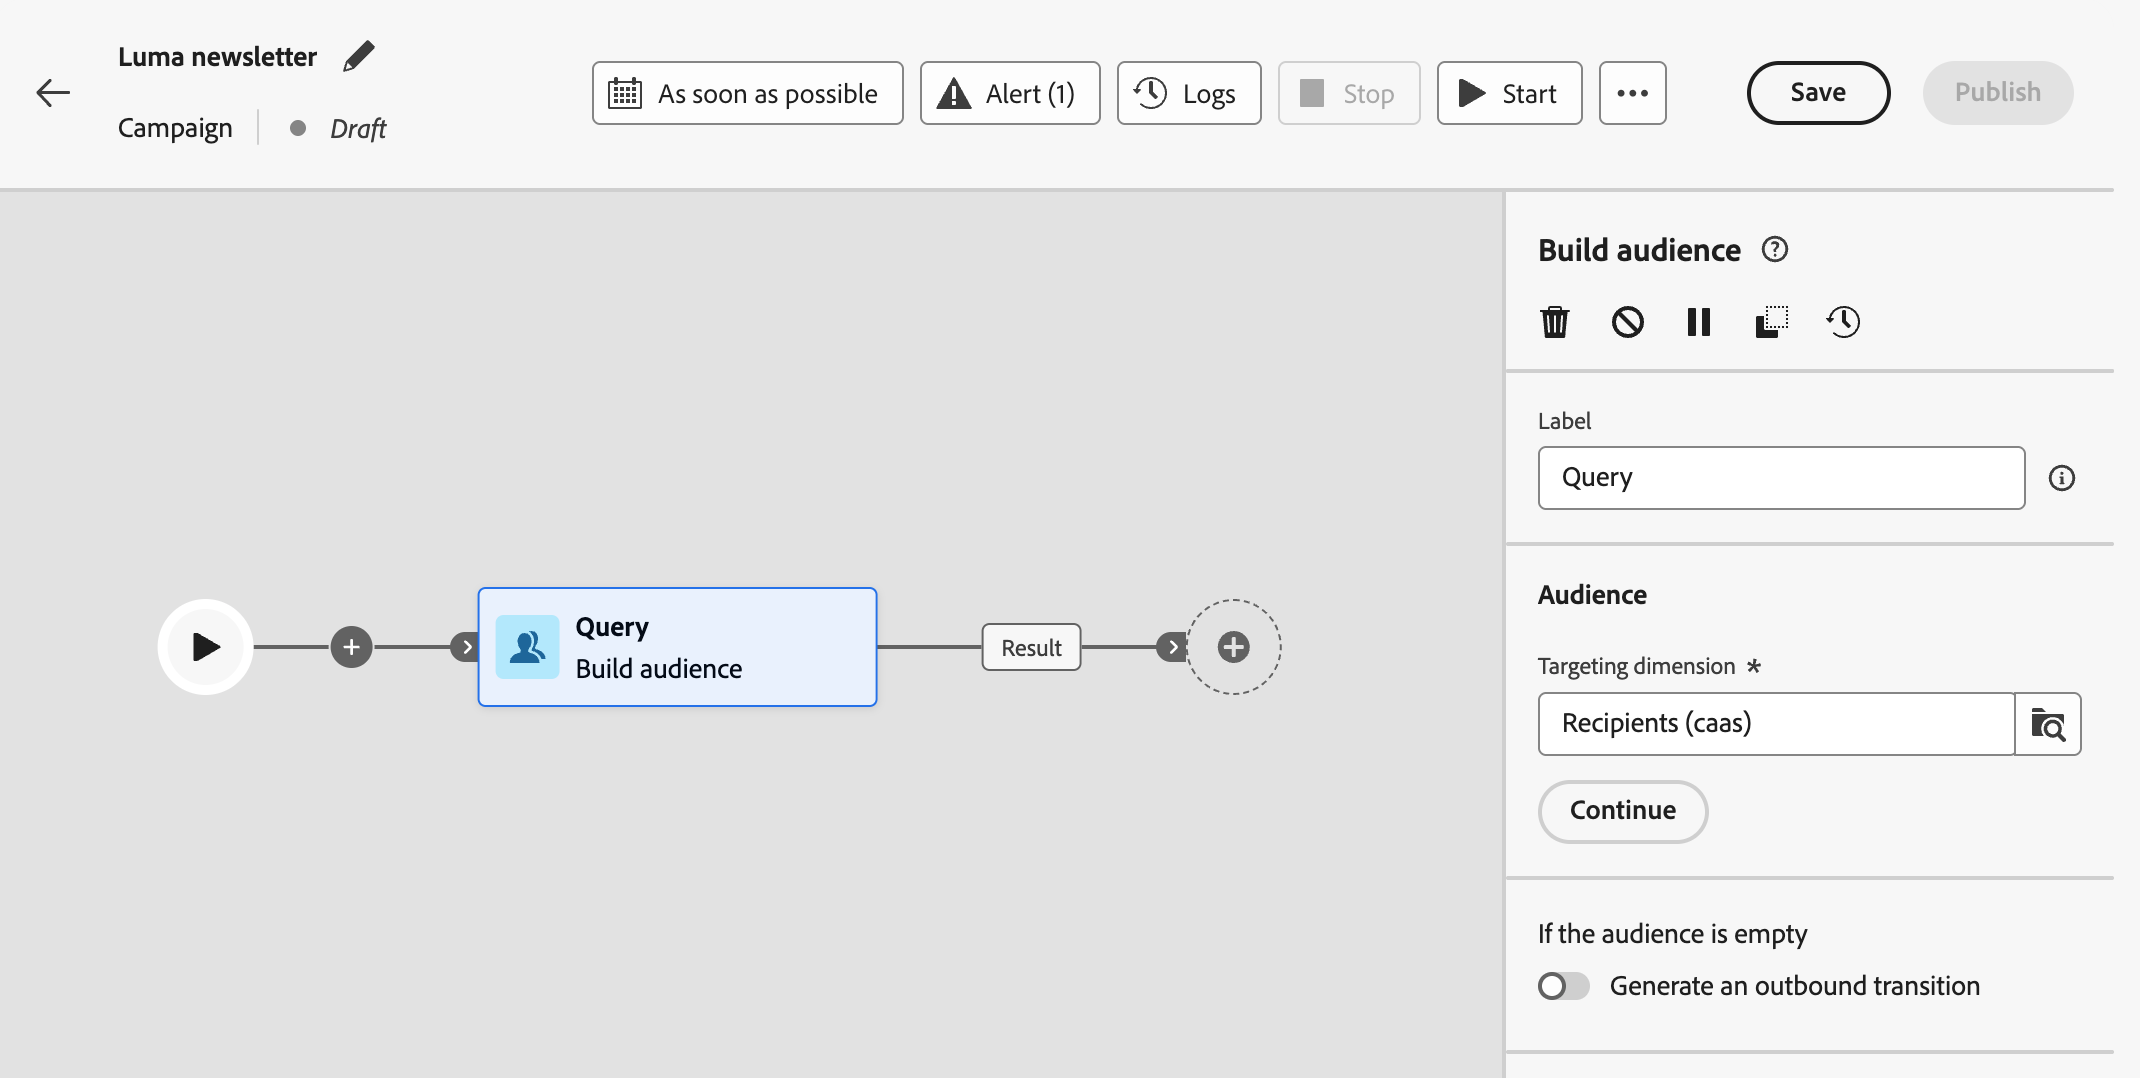 Luma newsletter
Campaign
Draft
As soon as possible
Alert (1)
Logs
Stop
Start
Save
Publish
Query
Build audience
Result
Build audience
Label
Query
Audience
Targeting dimension *
Recipients (caas)
Continue
If the audience is empty
Generate an outbound transition